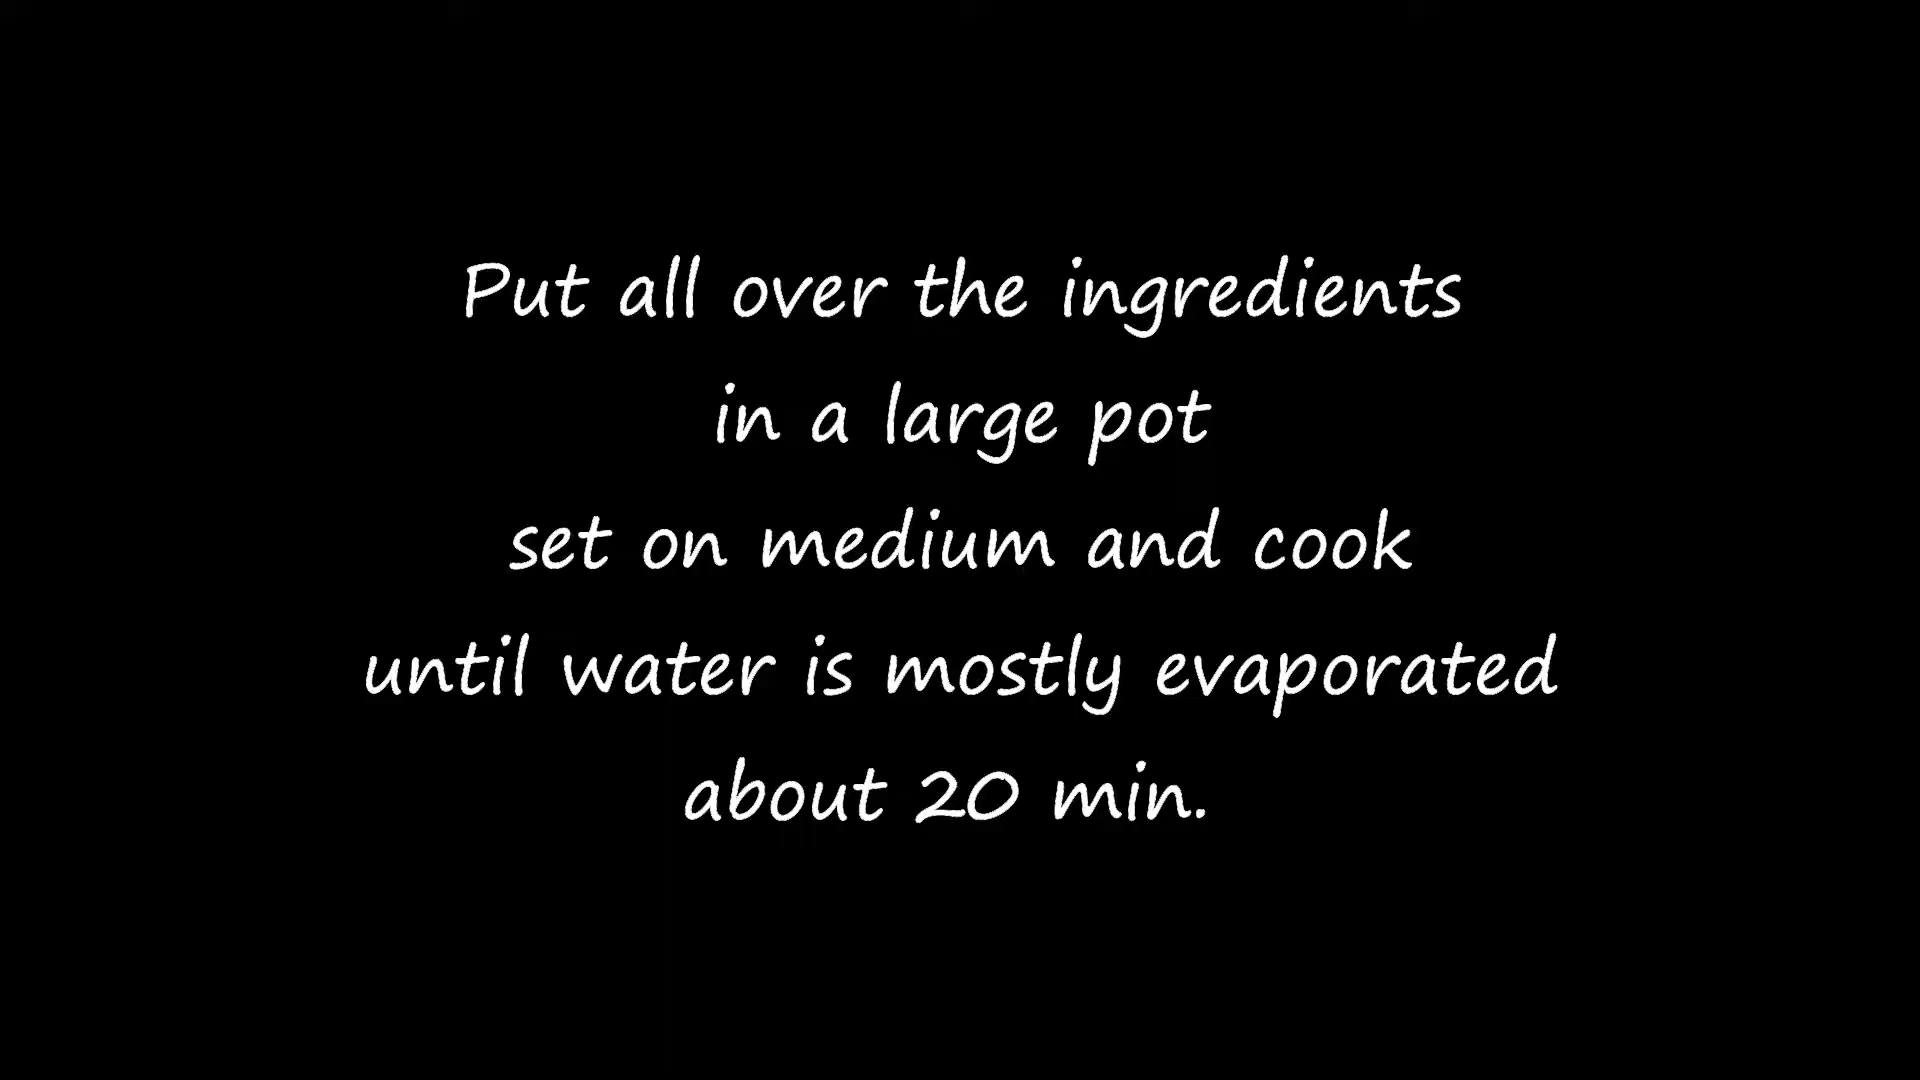 Put all over the ingredients
in a large pot
set on medium and cook
until water is mostly evaporated
about 20 min.